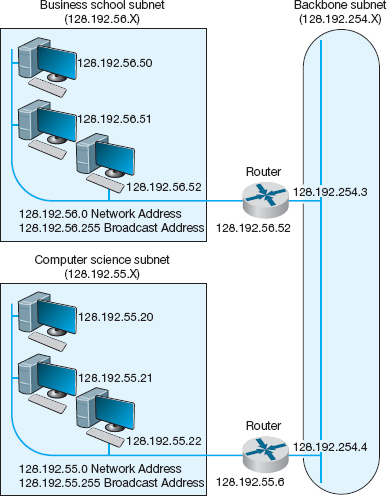 Business school subnet
(128.192.56.X)
Backbone subnet
(128.192.254.X)
128.192.56.50
128.192.56.51
128.192.56.52
Router
128.192.254.3
128.192.56.52
128.192.56.0 Network Address
128.192.56.255 Broadcast Address
Computer science subnet
(128.192.55.X)
128.192.55.20
128.192.55.21
128.192.55.22
Router
128.192.254.4
128.192.55.6
128.192.55.0 Network Address
128.192.55.255 Broadcast Address